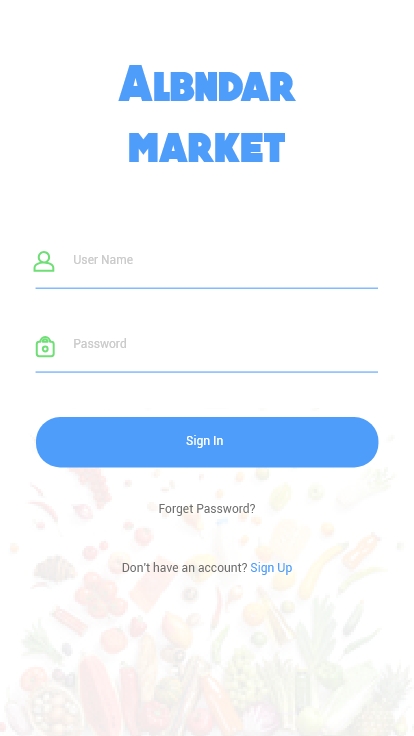 ALBNDAR
MARKET
User Name
Password
Sign In
Forget Password?
Don't have an account? Sign Up